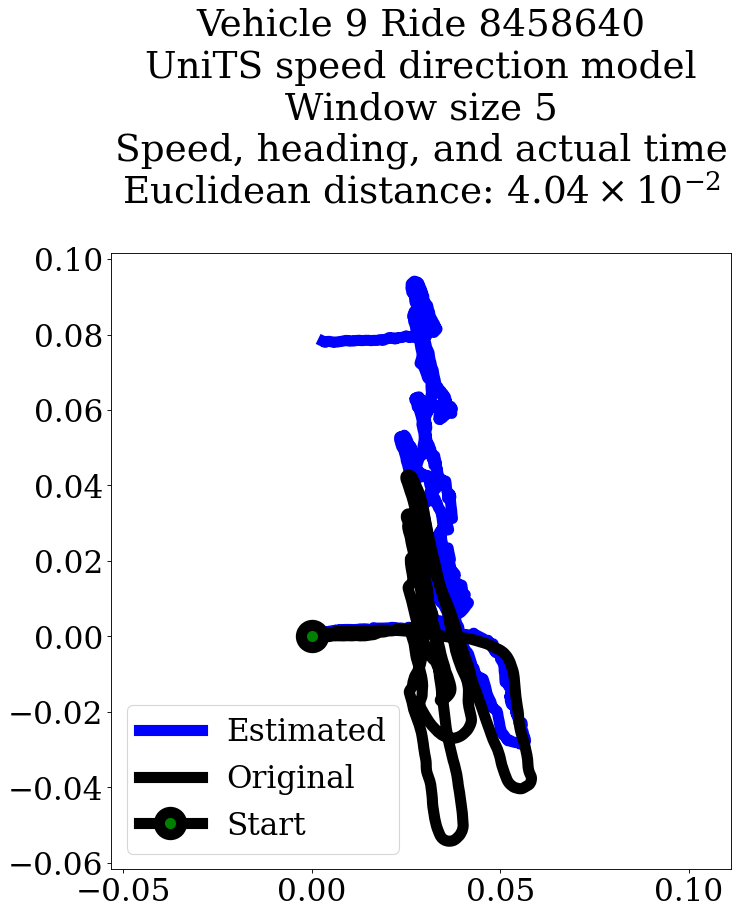 Vehicle 9 Ride 8458640
UniTS speed direction model
Window size 5
Speed, heading, and actual time
Euclidean distance: 4.04 × 10⁻²
0.10
0.08
0.06
0.04
0.02
0.00
−0.02
−0.04
−0.06
Estimated
Original
Start
−0.05 0.00 0.05 0.10